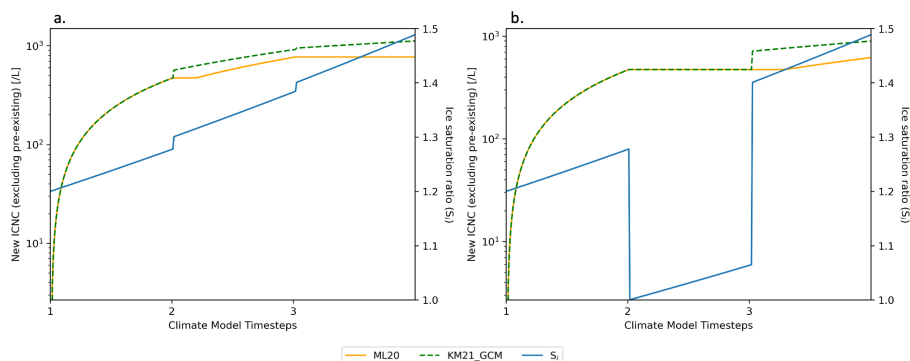 a.
New ICNC (excluding pre-existing) [/L]
10³
10²
10¹
1.5
1.4
1.3
1.2
1.1
1.0
Ice saturation ratio (Sᵢ)
1
2
3
Climate Model Timesteps
b.
New ICNC (excluding pre-existing) [/L]
10³
10²
10¹
1.5
1.4
1.3
1.2
1.1
1.0
Ice saturation ratio (Sᵢ)
1
2
3
Climate Model Timesteps
ML20 KM21_GCM Sᵢ